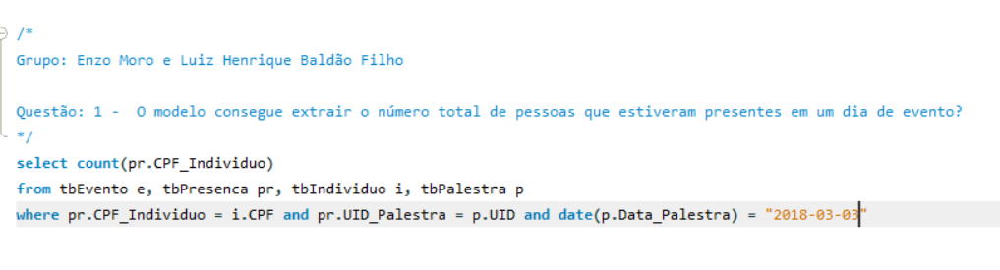 /*
Grupo: Enzo Moro e Luiz Henrique Baldão Filho
Questão: 1 - O modelo consegue extrair o número total de pessoas que estiveram presentes em um dia de evento?
*/
select count(pr.CPF_Individuo)
from tbEvento e, tbPresenca pr, tbIndividuo i, tbPalestra p
where pr.CPF_Individuo = i.CPF and pr.UID_Palestra = p.UID and date(p.Data_Palestra) = "2018-03-03"